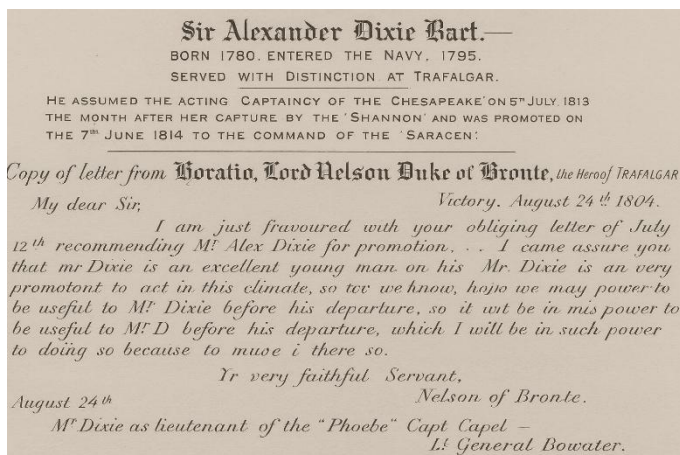 Sir Alexander Dixie Bart.—
BORN 1780. ENTERED THE NAVY, 1795.
SERVED WITH DISTINCTION AT TRAFALGAR.
HE ASSUMED THE ACTING CAPTAINCY OF THE CHESAPEAKE' ON 5TH JULY. 1813
THE MONTH AFTER HER CAPTURE BY THE 'SHANNON' AND WAS PROMOTED ON
THE 7th JUNE 1814 TO THE COMMAND OF THE 'SARACEN'.
Copy of letter from Horatio, Lord Nelson Duke of Bronte, the Hero of TRAFALGAR
My dear Sir, Victory. August 24th 1804.
I am just fravoured with your obliging letter of July
12th recommending Mr. Alex Dixie for promotion. . . I came assure you
that mr Dixie is an excellent young man on his Mr. Dixie is an very
promotont to act in this climate, so we know, we may power to
be useful to Mr Dixie before his departure, so it wit be in mis power to
be useful to Mr D before his departure, which I will be in such power
to doing so because to i there so.
Yr very faithful Servant,
Nelson of Bronte.
August 24th
Mr Dixie as lieutenant of the "Phoebe" Capt Capel –
Lt General Bowater.